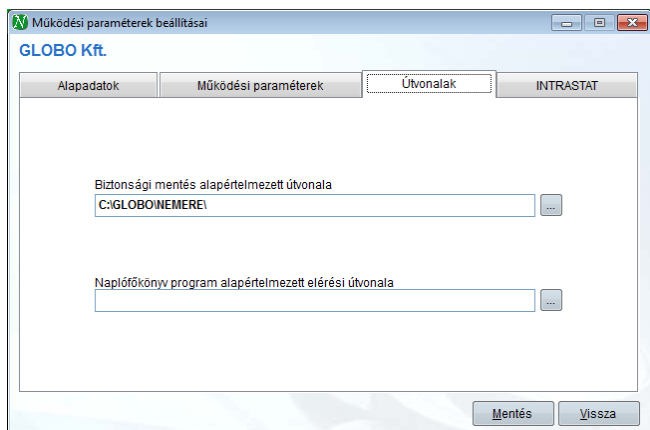 Működési paraméterek beállításai
GLOBO Kft.
Alapadatok
Működési paraméterek
Útvonalak
INTRASTAT
Biztonsági mentés alapértelmezett útvonala
C:\GLOBO\NEMERE\
...
Naplófőkönyv program alapértelmezett elérési útvonala
...
Mentés
Vissza